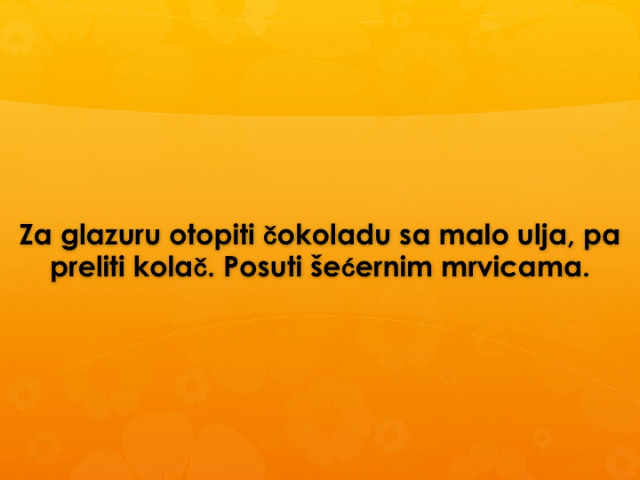 Za glazuru otopiti čokoladu sa malo ulja, pa
preliti kolač. Posuti šećernim mrvicama.